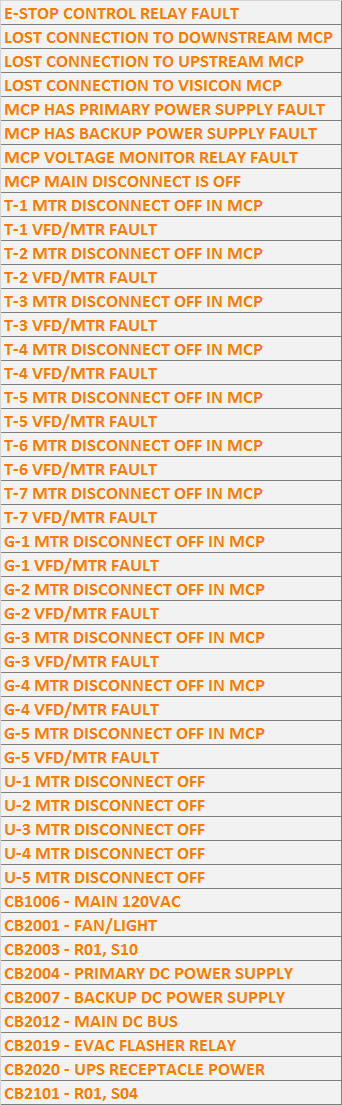 E-STOP CONTROL RELAY FAULT
LOST CONNECTION TO DOWNSTREAM MCP
LOST CONNECTION TO UPSTREAM MCP
LOST CONNECTION TO VISICON MCP
MCP HAS PRIMARY POWER SUPPLY FAULT
MCP HAS BACKUP POWER SUPPLY FAULT
MCP VOLTAGE MONITOR RELAY FAULT
MCP MAIN DISCONNECT IS OFF
T-1 MTR DISCONNECT OFF IN MCP
T-1 VFD/MTR FAULT
T-2 MTR DISCONNECT OFF IN MCP
T-2 VFD/MTR FAULT
T-3 MTR DISCONNECT OFF IN MCP
T-3 VFD/MTR FAULT
T-4 MTR DISCONNECT OFF IN MCP
T-4 VFD/MTR FAULT
T-5 MTR DISCONNECT OFF IN MCP
T-5 VFD/MTR FAULT
T-6 MTR DISCONNECT OFF IN MCP
T-6 VFD/MTR FAULT
T-7 MTR DISCONNECT OFF IN MCP
T-7 VFD/MTR FAULT
G-1 MTR DISCONNECT OFF IN MCP
G-1 VFD/MTR FAULT
G-2 MTR DISCONNECT OFF IN MCP
G-2 VFD/MTR FAULT
G-3 MTR DISCONNECT OFF IN MCP
G-3 VFD/MTR FAULT
G-4 MTR DISCONNECT OFF IN MCP
G-4 VFD/MTR FAULT
G-5 MTR DISCONNECT OFF IN MCP
G-5 VFD/MTR FAULT
U-1 MTR DISCONNECT OFF
U-2 MTR DISCONNECT OFF
U-3 MTR DISCONNECT OFF
U-4 MTR DISCONNECT OFF
U-5 MTR DISCONNECT OFF
CB1006 - MAIN 120VAC
CB2001 - FAN/LIGHT
CB2003 - R01, S10
CB2004 - PRIMARY DC POWER SUPPLY
CB2007 - BACKUP DC POWER SUPPLY
CB2012 - MAIN DC BUS
CB2019 - EVAC FLASHER RELAY
CB2020 - UPS RECEPTACLE POWER
CB2101 - R01, S04